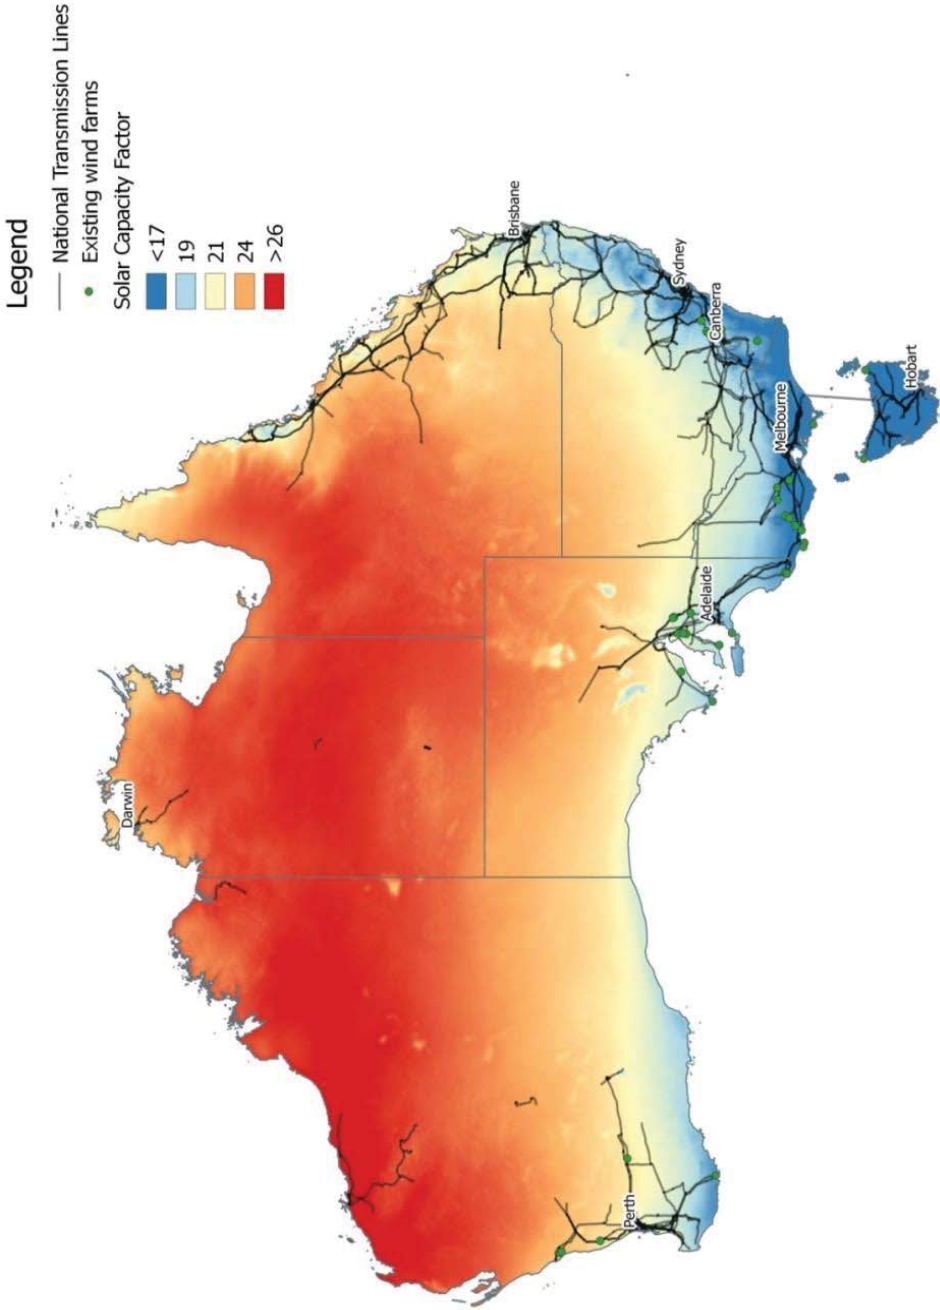 Legend
National Transmission Lines
Existing wind farms
Solar Capacity Factor
<17
19
21
24
>26
Darwin
Brisbane
Sydney
Canberra
Melbourne
Hobart
Adelaide
Perth